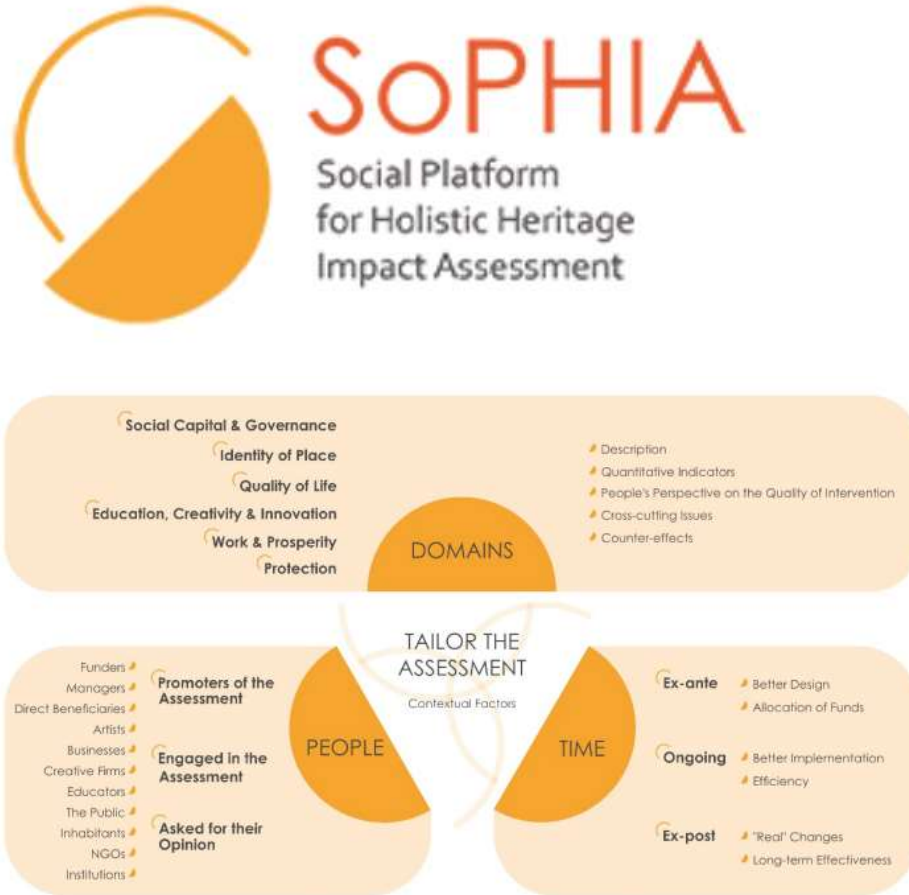 SoPHIA
Social Platform
for Holistic Heritage
Impact Assessment
Social Capital & Governance
Identity of Place
Quality of Life
Education, Creativity & Innovation
Work & Prosperity
Protection
DOMAINS
Description
Quantitative Indicators
People's Perspective on the Quality of Intervention
Cross-cutting Issues
Counter-effects
TAILOR THE
ASSESSMENT
Contextual Factors
Funders
Managers
Direct Beneficiaries
Artists
Businesses
Creative Firms
Educators
The Public
Inhabitants
NGOs
Institutions
Promoters of the
Assessment
Engaged in the
Assessment
Asked for their
Opinion
PEOPLE
TIME
Ex-ante
Better Design
Allocation of Funds
Ongoing
Better Implementation
Efficiency
Ex-post
"Real" Changes
Long-term Effectiveness